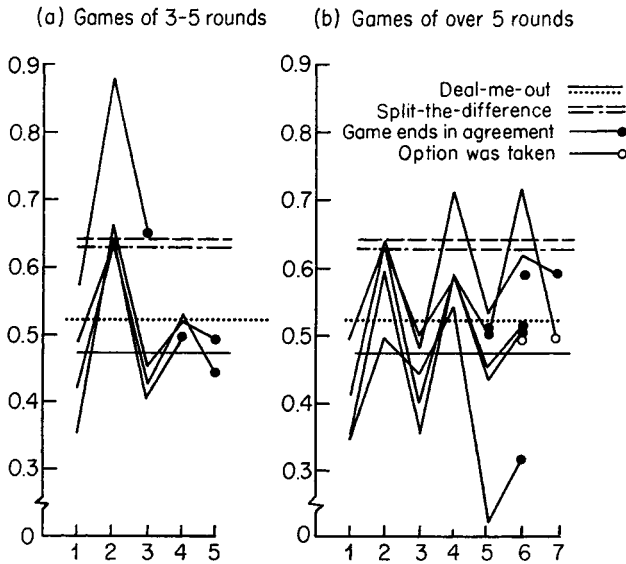 (a) Games of 3-5 rounds
(b) Games of over 5 rounds
0.9
0.8
0.7
0.6
0.5
0.4
0.3
0
1 2 3 4 5
0.9
0.8
0.7
0.6
0.5
0.4
0.3
0
1 2 3 4 5 6 7
Deal-me-out
Split-the-difference
Game ends in agreement
Option was taken